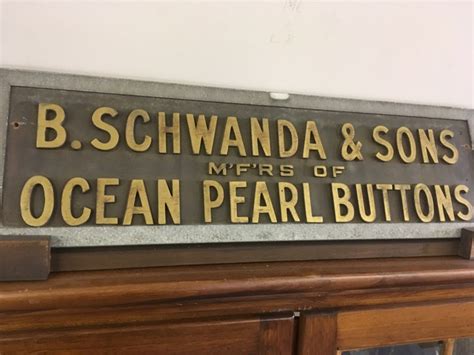 B. SCHWANDA & SONS
M'F'RS OF
OCEAN PEARL BUTTONS